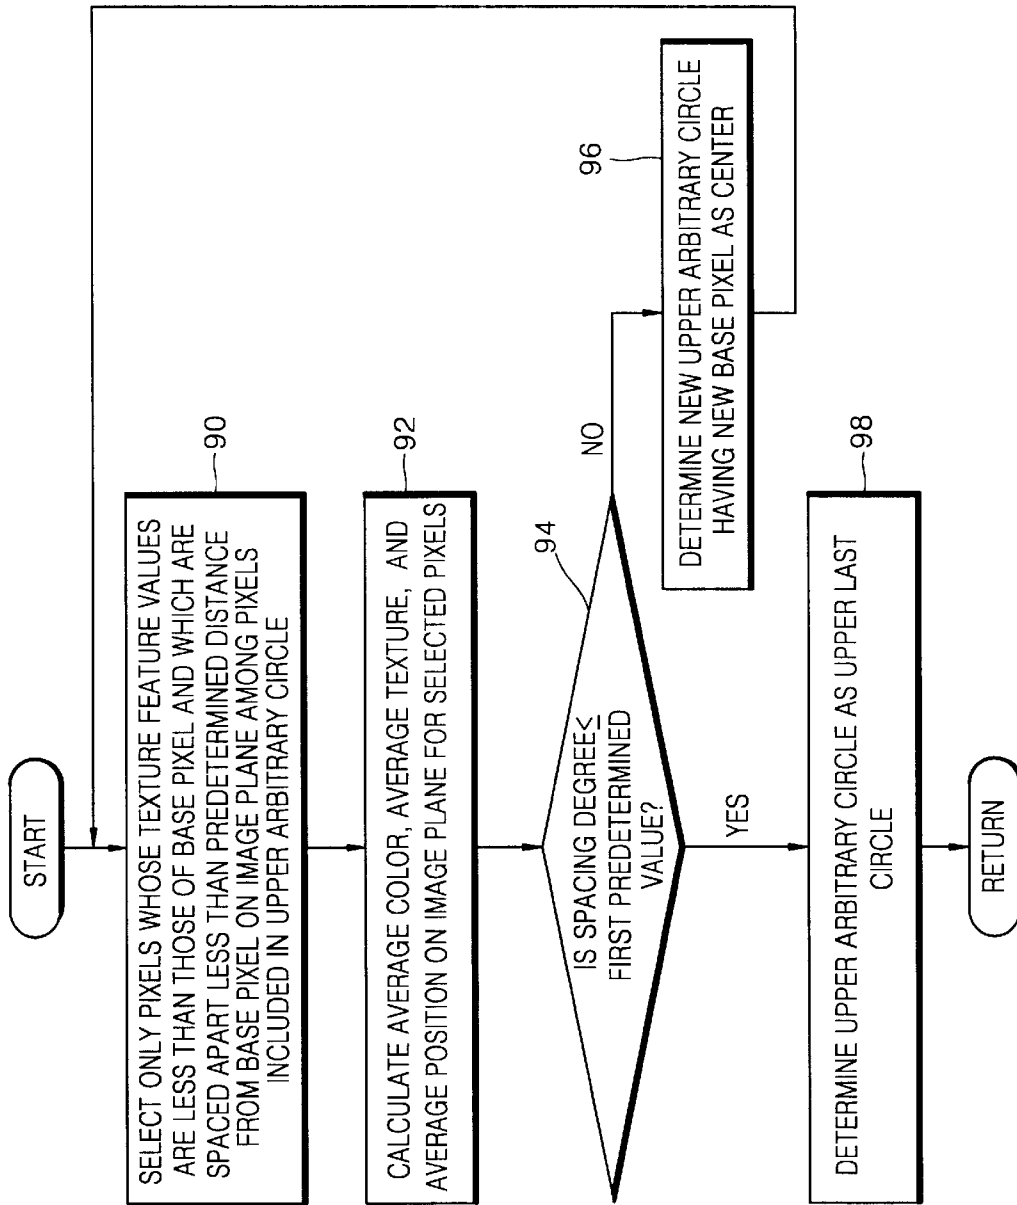 START
90
SELECT ONLY PIXELS WHOSE TEXTURE FEATURE VALUES
ARE LESS THAN THOSE OF BASE PIXEL AND WHICH ARE
SPACED APART LESS THAN PREDETERMINED DISTANCE
FROM BASE PIXEL ON IMAGE PLANE AMONG PIXELS
INCLUDED IN UPPER ARBITRARY CIRCLE
92
CALCULATE AVERAGE COLOR, AVERAGE TEXTURE, AND
AVERAGE POSITION ON IMAGE PLANE FOR SELECTED PIXELS
94
IS SPACING DEGREE≤
FIRST PREDETERMINED
VALUE?
NO
96
DETERMINE NEW UPPER ARBITRARY CIRCLE
HAVING NEW BASE PIXEL AS CENTER
YES
98
DETERMINE UPPER ARBITRARY CIRCLE AS UPPER LAST
CIRCLE
RETURN